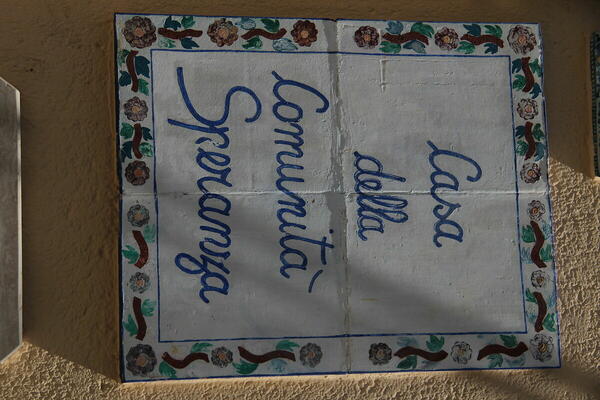 Casa
della
Comunità
Speranza